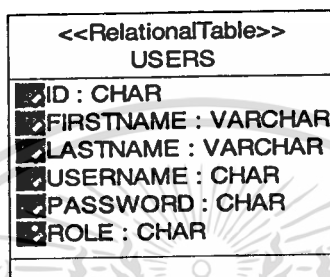 <<RelationalTable>>
USERS
ID : CHAR
FIRSTNAME : VARCHAR
LASTNAME : VARCHAR
USERNAME : CHAR
PASSWORD : CHAR
ROLE : CHAR